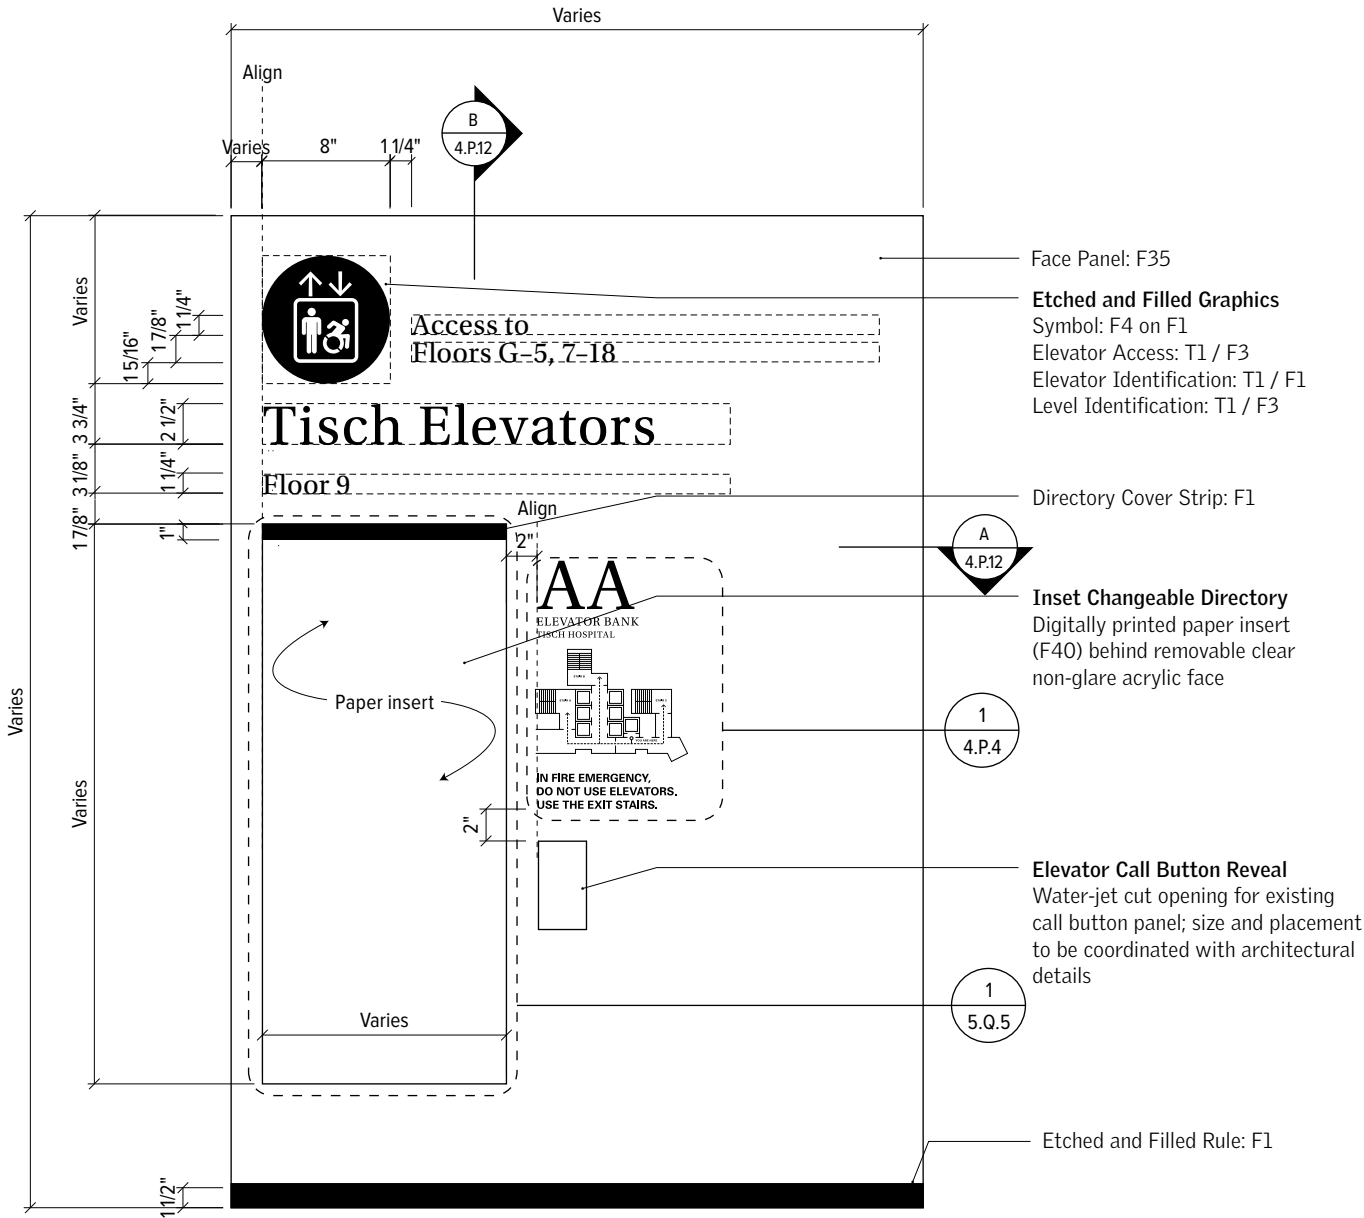 Varies
Align
Varies
8"
1 1/4"
B
4.P.12
Face Panel: F35
Etched and Filled Graphics
Symbol: F4 on F1
Elevator Access: T1 / F3
Elevator Identification: T1 / F1
Level Identification: T1 / F3
Varies
1 1/4"
1 7/8"
1 5/16"
Access to
Floors G–5, 7–18
3 3/4"
2 1/2"
Tisch Elevators
3 1/8"
1 1/4"
Floor 9
Directory Cover Strip: F1
1 7/8"
1"
Align
2"
A
4.P.12
AA
ELEVATOR BANK
TISCH HOSPITAL
Inset Changeable Directory
Digitally printed paper insert
(F40) behind removable clear
non-glare acrylic face
Varies
Paper insert
YOU ARE HERE
1
4.P.4
IN FIRE EMERGENCY,
DO NOT USE ELEVATORS.
USE THE EXIT STAIRS.
Varies
2"
Elevator Call Button Reveal
Water-jet cut opening for existing
call button panel; size and placement
to be coordinated with architectural
details
1
5.Q.5
Varies
Etched and Filled Rule: F1
1 1/2"